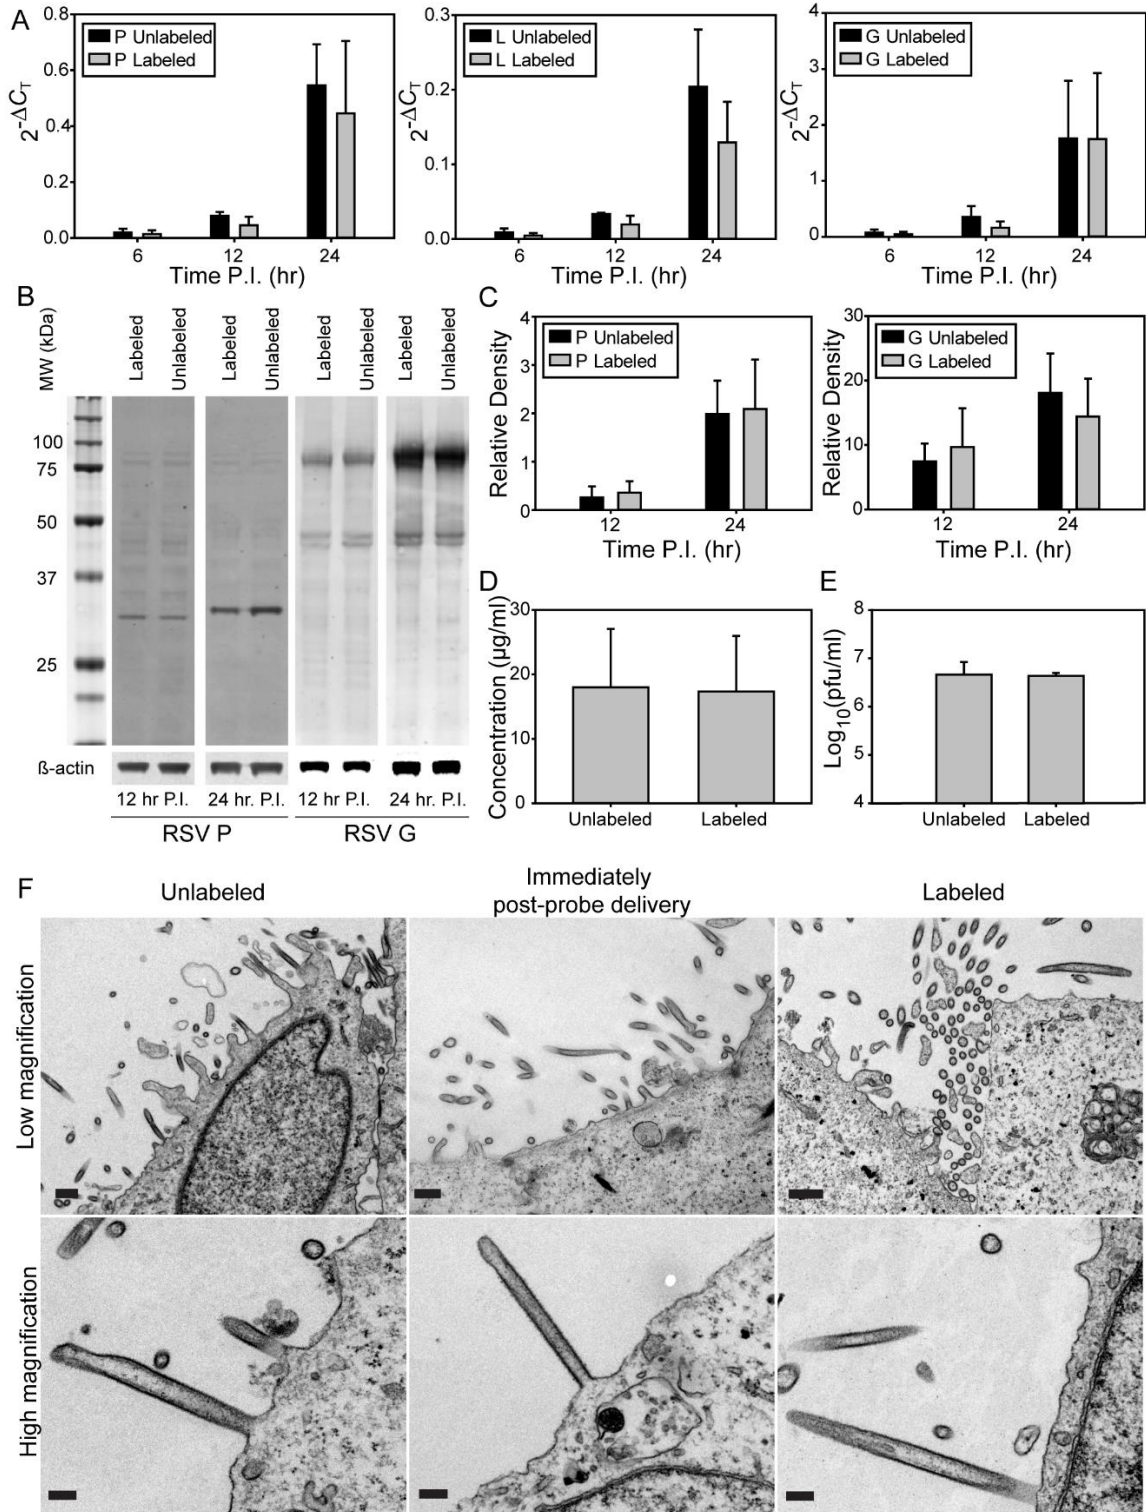 A
0.8
0.6
0.4
0.2
0.0
2^-ΔC_T
P Unlabeled
P Labeled
6
12
24
Time P.I. (hr)
0.3
0.2
0.1
0.0
2^-ΔC_T
L Unlabeled
L Labeled
6
12
24
Time P.I. (hr)
4
3
2
1
0
2^-ΔC_T
G Unlabeled
G Labeled
6
12
24
Time P.I. (hr)
B
MW (kDa)
Labeled
Unlabeled
Labeled
Unlabeled
Labeled
Unlabeled
Labeled
Unlabeled
100
75
50
37
25
ß-actin
12 hr P.I.
24 hr. P.I.
12 hr P.I.
24 hr. P.I.
RSV P
RSV G
C
4
3
2
1
0
Relative Density
P Unlabeled
P Labeled
12
24
Time P.I. (hr)
30
20
10
0
Relative Density
G Unlabeled
G Labeled
12
24
Time P.I. (hr)
D
30
20
10
0
Concentration (µg/ml)
Unlabeled
Labeled
E
8
7
6
5
4
Log10(pfu/ml)
Unlabeled
Labeled
F
Unlabeled
Immediately
post-probe delivery
Labeled
Low magnification
High magnification